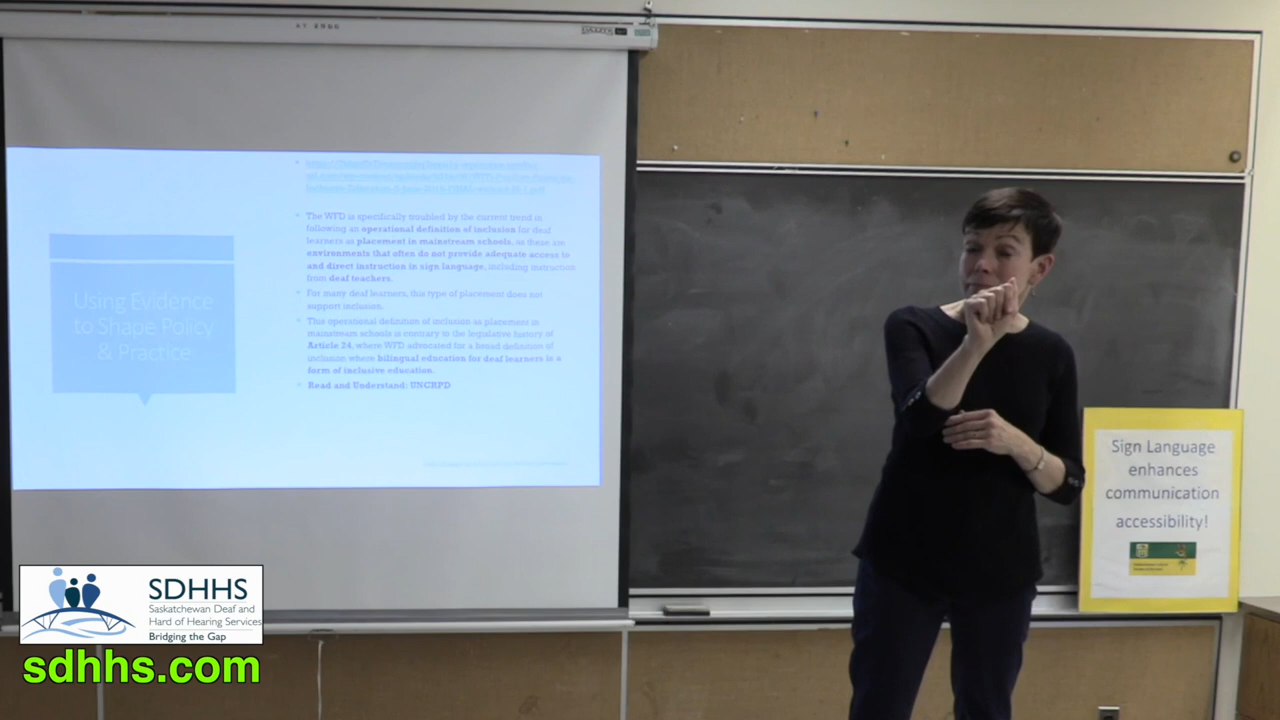 Using Evidence
to Shape Policy
& Practice
The WFD is specifically troubled by the current trend in
following an operational definition of inclusion for deaf
learners as placement in mainstream schools, as these are
environments that often do not provide adequate access to
and direct instruction in sign language, including instruction
from deaf teachers.
For many deaf learners, this type of placement does not
support inclusion.
This operational definition of inclusion as placement in
mainstream schools is contrary to the legislative history of
Article 24, where WFD advocated for a broad definition of
inclusion where bilingual education for deaf learners is a
form of inclusive education.
Read and Understand: UNCRPD
Sign Language
enhances
communication
accessibility!
SDHHS
Saskatchewan Deaf and
Hard of Hearing Services
Bridging the Gap
sdhhs.com